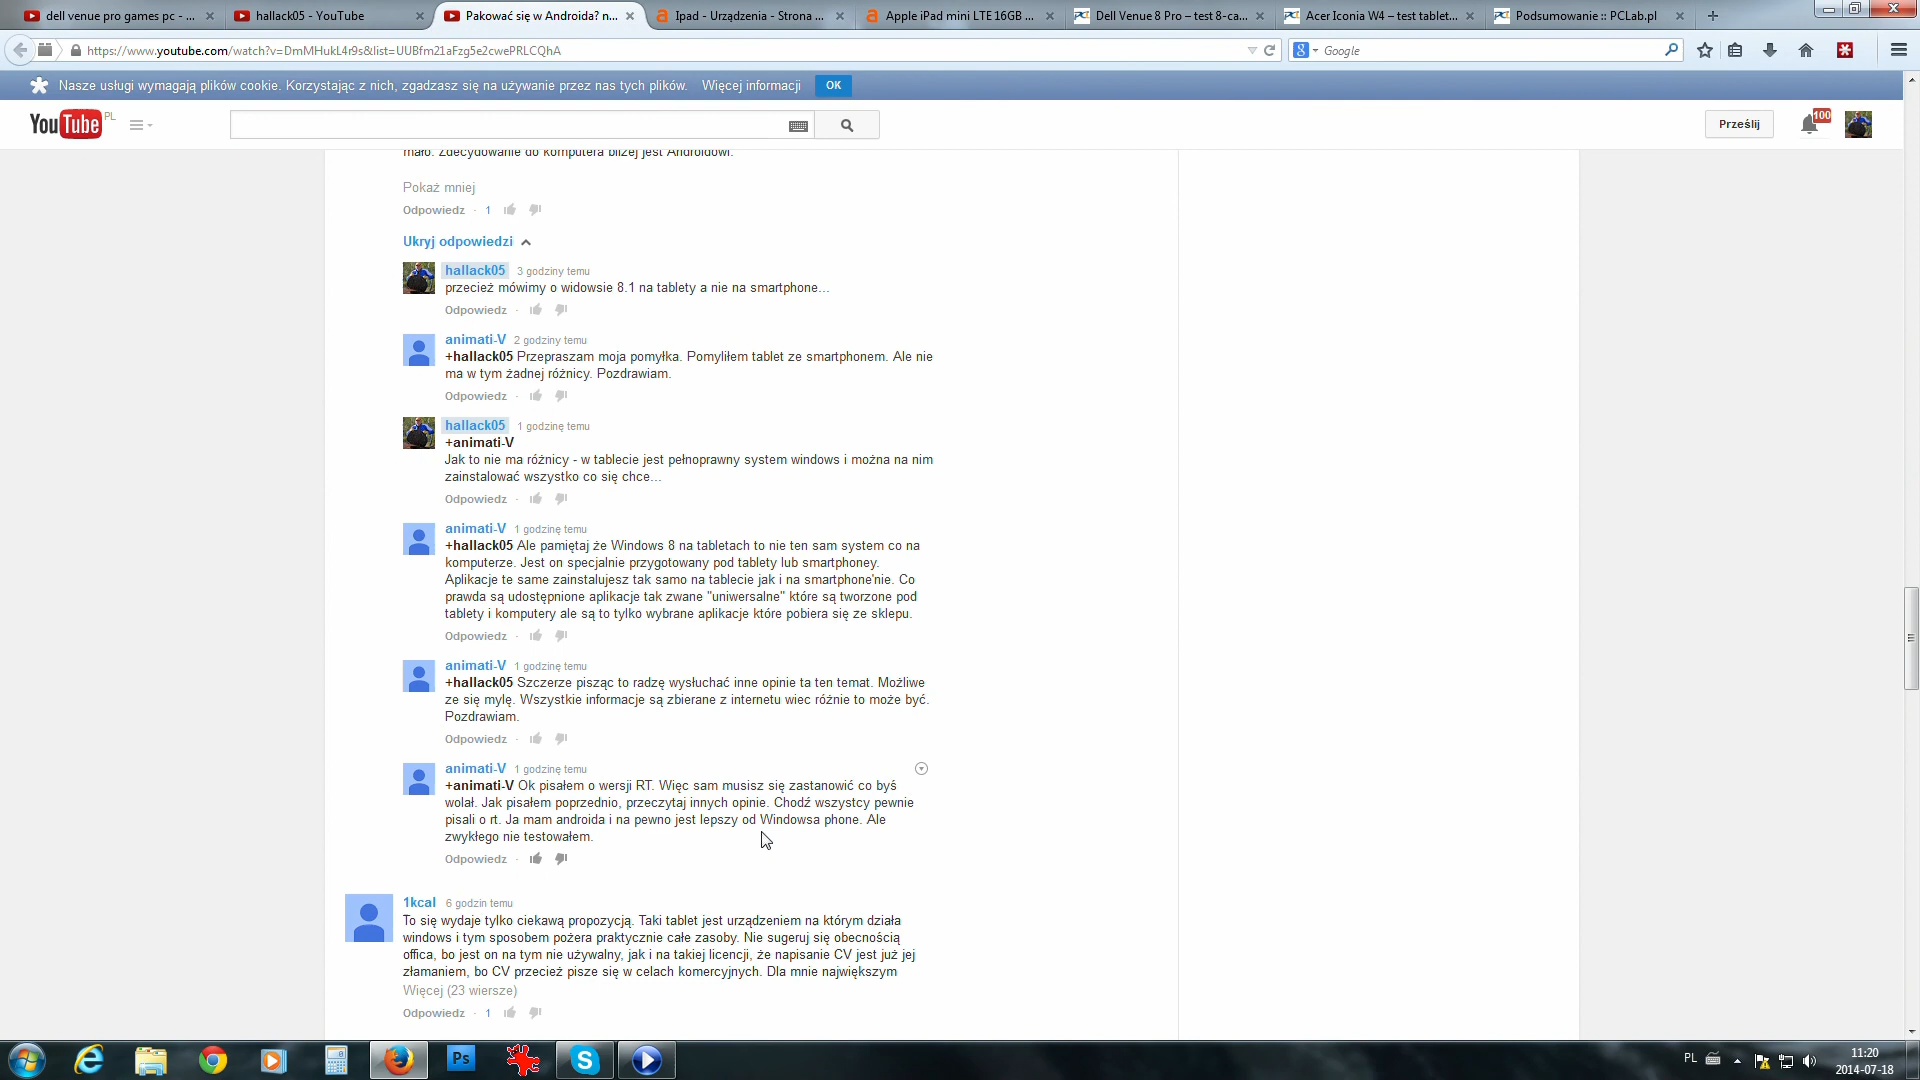 dell venue pro games pc - ...
hallack05 - YouTube
Pakować się w Androida? n...
Ipad - Urządzenia - Strona ...
Apple iPad mini LTE 16GB ...
Dell Venue 8 Pro – test 8-ca...
Acer Iconia W4 – test tablet...
Podsumowanie :: PCLab.pl
https://www.youtube.com/watch?v=DmMHukL4r9s&list=UUBfm21aFzg5e2cwePRLCQhA
Google
Nasze usługi wymagają plików cookie. Korzystając z nich, zgadzasz się na używanie przez nas tych plików. Więcej informacji OK
YouTube PL
Prześlij
100
mało. Zdecydowanie do komputera bliżej jest Androidowi.
Pokaż mniej
Odpowiedz · 1
Ukryj odpowiedzi
hallack05 3 godziny temu
przecież mówimy o widowsie 8.1 na tablety a nie na smartphone...
Odpowiedz ·
animati-V 2 godziny temu
+hallack05 Przepraszam moja pomyłka. Pomyliłem tablet ze smartphonem. Ale nie
ma w tym żadnej różnicy. Pozdrawiam.
Odpowiedz ·
hallack05 1 godzinę temu
+animati-V
Jak to nie ma różnicy - w tablecie jest pełnoprawny system windows i można na nim
zainstalować wszystko co się chce...
Odpowiedz ·
animati-V 1 godzinę temu
+hallack05 Ale pamiętaj że Windows 8 na tabletach to nie ten sam system co na
komputerze. Jest on specjalnie przygotowany pod tablety lub smartphoney.
Aplikacje te same zainstalujesz tak samo na tablecie jak i na smartphone'nie. Co
prawda są udostępnione aplikacje tak zwane "uniwersalne" które są tworzone pod
tablety i komputery ale są to tylko wybrane aplikacje które pobiera się ze sklepu.
Odpowiedz ·
animati-V 1 godzinę temu
+hallack05 Szczerze pisząc to radzę wysłuchać inne opinie ta ten temat. Możliwe
ze się mylę. Wszystkie informacje są zbierane z internetu wiec różnie to może być.
Pozdrawiam.
Odpowiedz ·
animati-V 1 godzinę temu
+animati-V Ok pisałem o wersji RT. Więc sam musisz się zastanowić co byś
wolał. Jak pisałem poprzednio, przeczytaj innych opinie. Chodź wszystcy pewnie
pisali o rt. Ja mam androida i na pewno jest lepszy od Windowsa phone. Ale
zwykłego nie testowałem.
Odpowiedz ·
1kcal 6 godzin temu
To się wydaje tylko ciekawą propozycją. Taki tablet jest urządzeniem na którym działa
windows i tym sposobem pożera praktycznie całe zasoby. Nie sugeruj się obecnością
offica, bo jest on na tym nie używalny, jak i na takiej licencji, że napisanie CV jest już jej
złamaniem, bo CV przecież pisze się w celach komercyjnych. Dla mnie największym
Więcej (23 wiersze)
Odpowiedz · 1
Ps
PL
11:20
2014-07-18